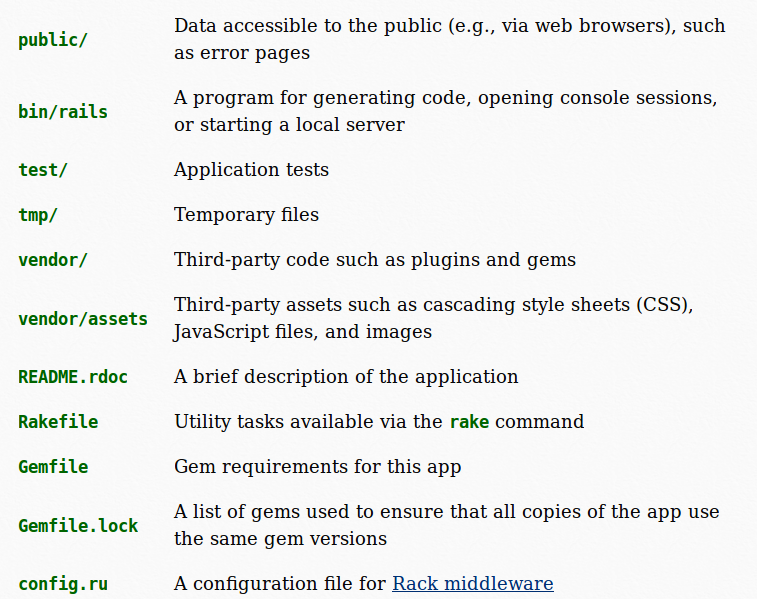 public/ Data accessible to the public (e.g., via web browsers), such
as error pages
bin/rails A program for generating code, opening console sessions,
or starting a local server
test/ Application tests
tmp/ Temporary files
vendor/ Third-party code such as plugins and gems
vendor/assets Third-party assets such as cascading style sheets (CSS),
JavaScript files, and images
README.rdoc A brief description of the application
Rakefile Utility tasks available via the rake command
Gemfile Gem requirements for this app
Gemfile.lock A list of gems used to ensure that all copies of the app use
the same gem versions
config.ru A configuration file for Rack middleware